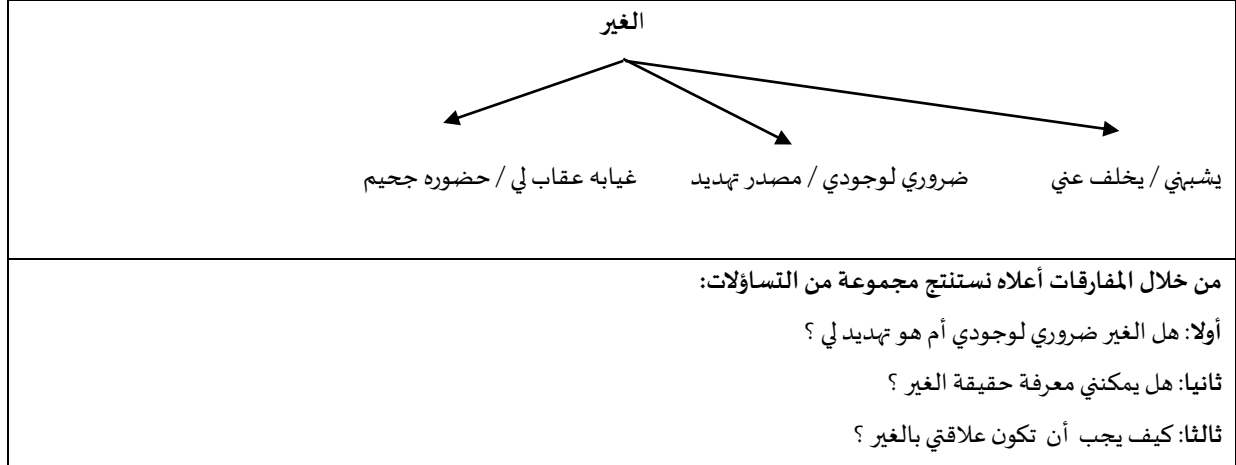 الغير
يشبهني / يخلف عني ضروري لوجودي / مصدر تهديد غيابه عقاب لي / حضوره جحيم
من خلال المفارقات أعلاه نستنتج مجموعة من التساؤلات:
أولا: هل الغير ضروري لوجودي أم هو تهديد لي ؟
ثانيا: هل يمكنني معرفة حقيقة الغير ؟
ثالثا: كيف يجب أن تكون علاقتي بالغير ؟